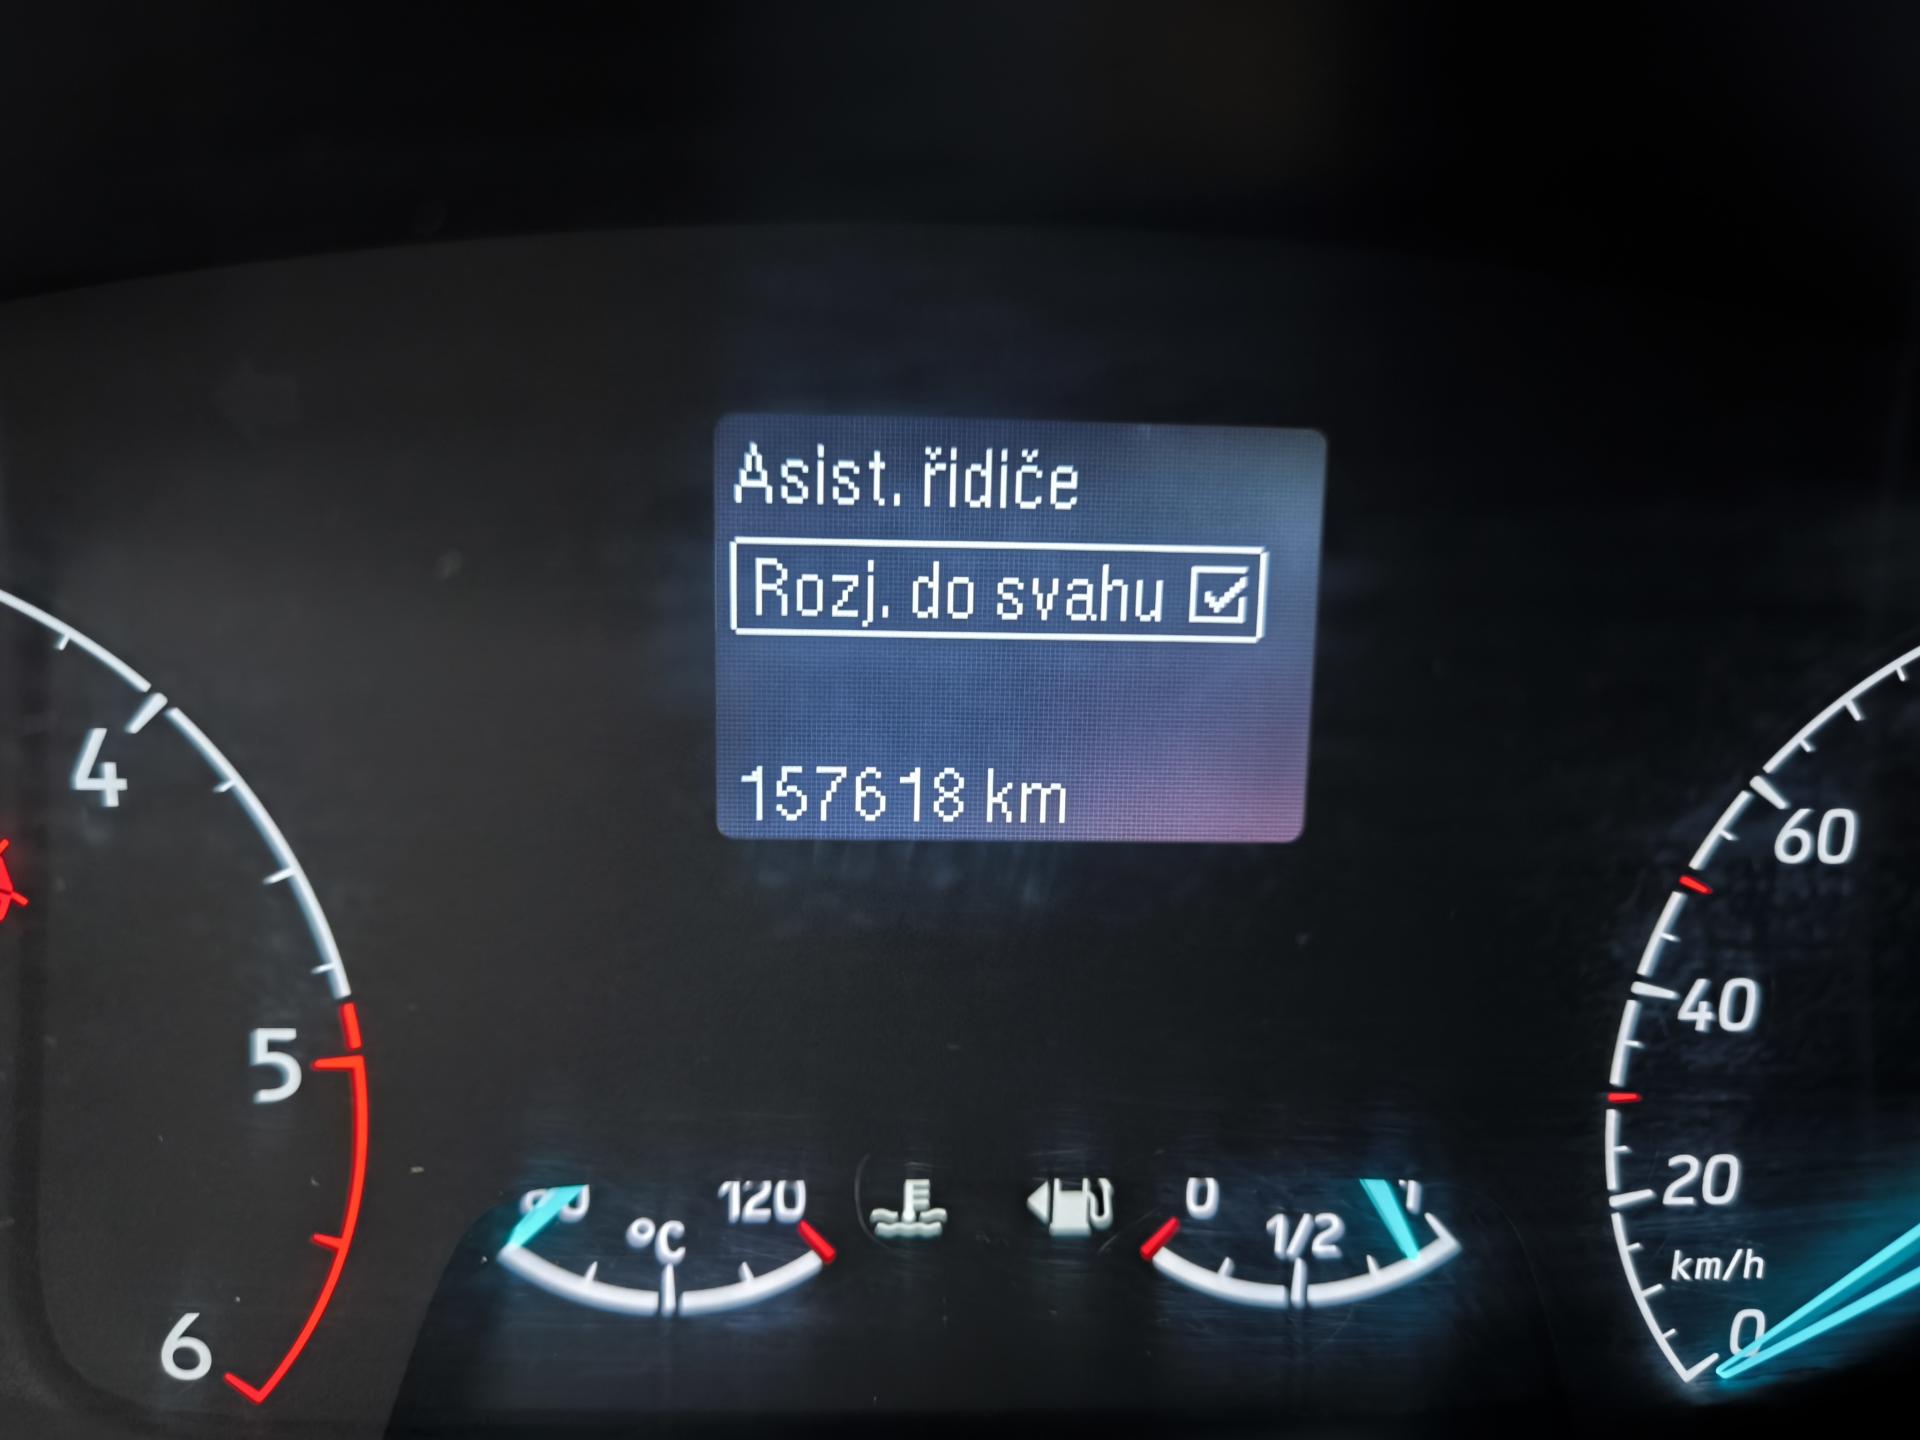 Asist. řidiče
Rozj. do svahu
157618 km
4
5
6
60
40
20
km/h
0
°C
120
0
1/2
1